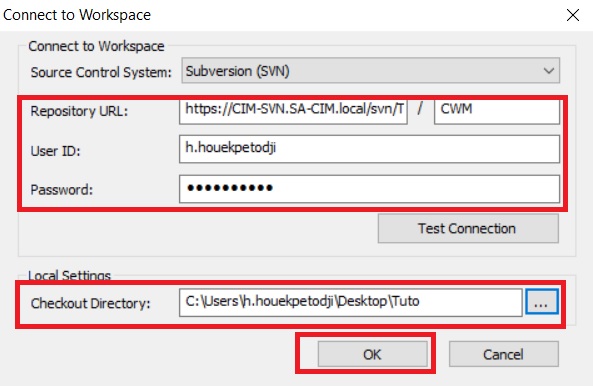 Connect to Workspace
Connect to Workspace
Source Control System: Subversion (SVN)
Repository URL: https://CIM-SVN.SA-CIM.local/svn/T / CWM
User ID: h.houekpetodji
Password: ●●●●●●●●●●
Test Connection
Local Settings
Checkout Directory: C:\Users\h.houekpetodji\Desktop\Tuto ...
OK Cancel